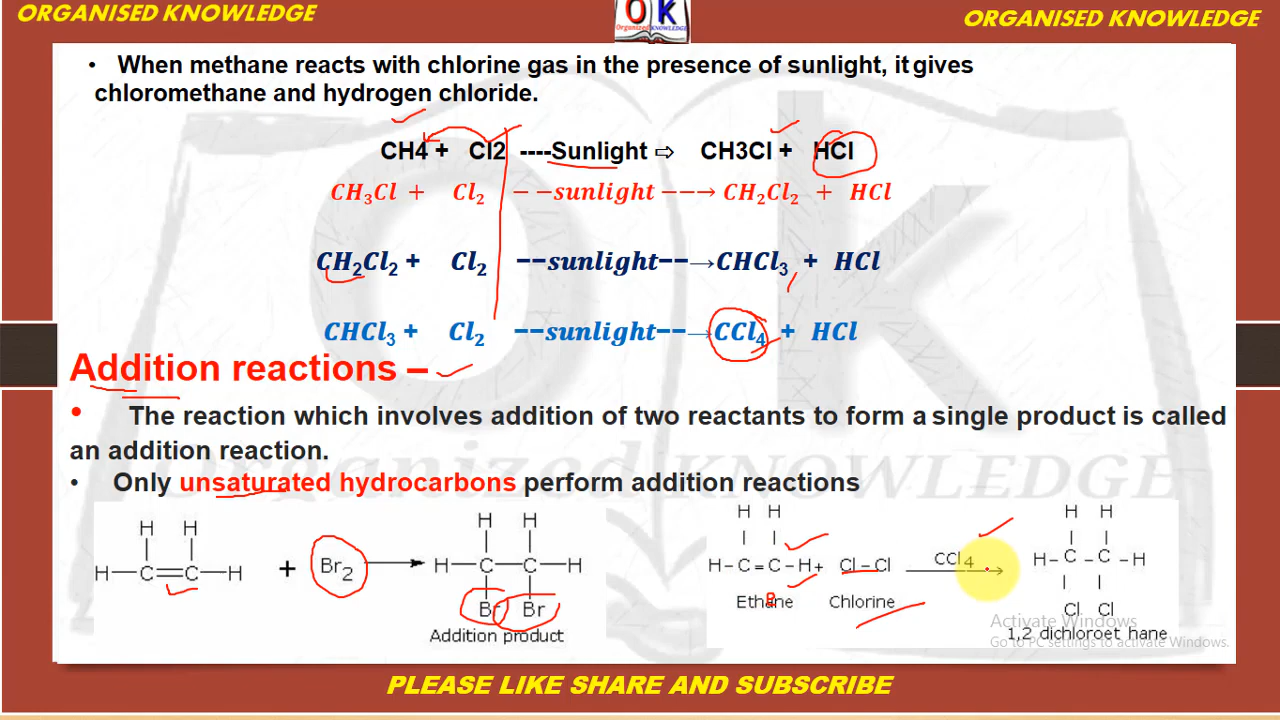 ORGANISED KNOWLEDGE
OK
Organized KNOWLEDGE
ORGANISED KNOWLEDGE
• When methane reacts with chlorine gas in the presence of sunlight, it gives
chloromethane and hydrogen chloride.
CH4 + Cl2 ----Sunlight ⇨ CH3Cl + HCl
CH₃Cl + Cl₂ −−sunlight −−−→ CH₂Cl₂ + HCl
CH₂Cl₂ + Cl₂ −−sunlight−−→CHCl₃ + HCl
CHCl₃ + Cl₂ −−sunlight−−→CCl₄ + HCl
Addition reactions –
• The reaction which involves addition of two reactants to form a single product is called
an addition reaction.
• Only unsaturated hydrocarbons perform addition reactions
Organized KNOWLEDGE
H H
H—C=C—H + Br₂
H H
H—C—C—H
Br Br
Addition product
H H
H–C=C–H+ Cl–Cl CCl4
Ethane Chlorine
H H
H–C–C–H
Cl Cl
1,2 dichloroet hane
Activate Windows
Go to PC settings to activate Windows.
PLEASE LIKE SHARE AND SUBSCRIBE